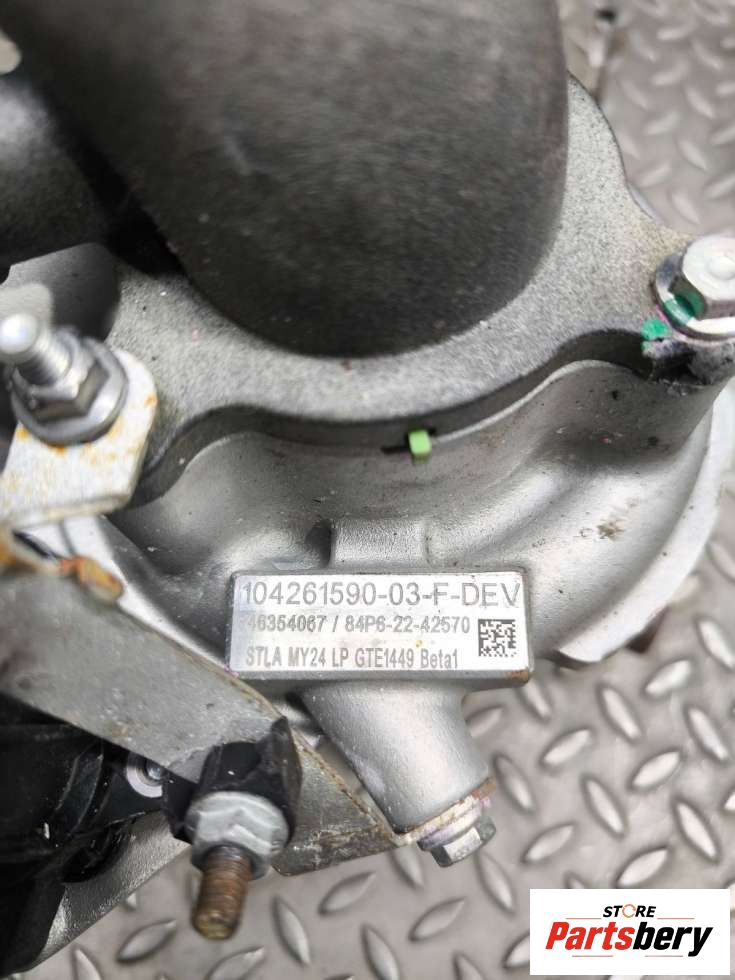 104261590-03-F-DEV
46354067 / 84P6-22-42570
STLA MY24 LP GTE1449 Beta1
STORE
Partsbery